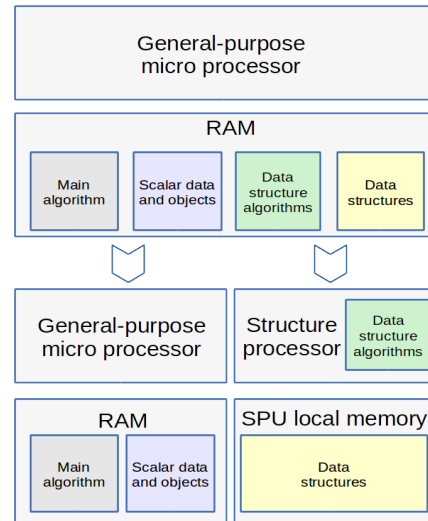 General-purpose
micro processor
RAM
Main
algorithm
Scalar data
and objects
Data
structure
algorithms
Data
structures
General-purpose
micro processor
Structure
processor
Data
structure
algorithms
RAM
Main
algorithm
Scalar data
and objects
SPU local memory
Data
structures